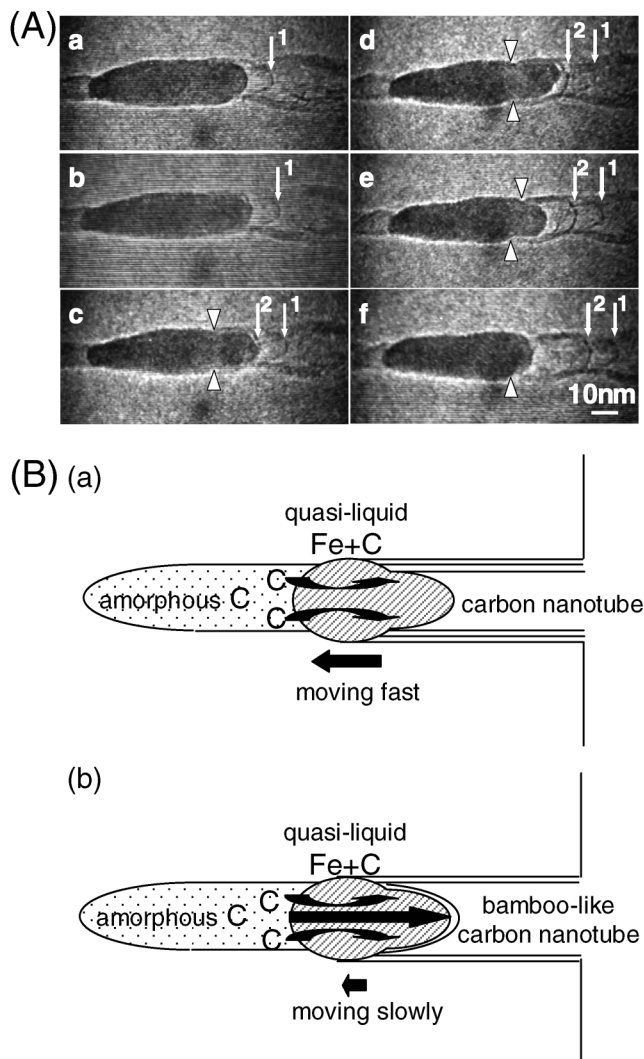 (A)
a 1
b 1
c 2 1
d 2 1
e 2 1
f 2 1
10nm
(B) (a)
quasi-liquid
Fe+C
C
amorphous C
C
carbon nanotube
moving fast
(b)
quasi-liquid
Fe+C
C
amorphous C
C
bamboo-like
carbon nanotube
moving slowly